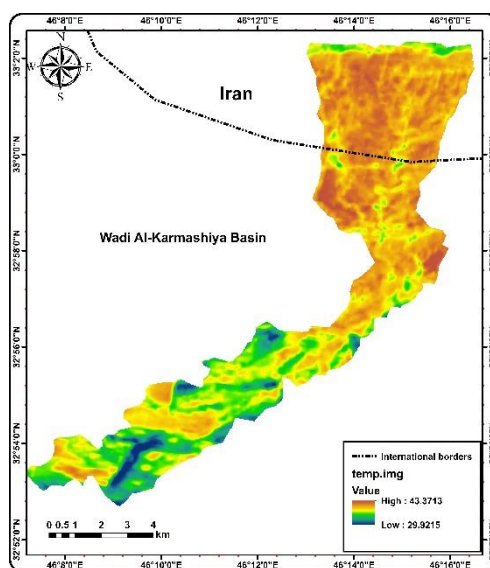 46°8'0"E 46°10'0"E 46°12'0"E 46°14'0"E 46°16'0"E
N
W E
S
33°2'0"N
Iran
33°0'0"N
Wadi Al-Karmashiya Basin
32°58'0"N
32°56'0"N
32°54'0"N
32°52'0"N
International borders
temp.img
Value
High : 43.3713
Low : 29.9215
0 0.5 1 2 3 4
km
46°8'0"E 46°10'0"E 46°12'0"E 46°14'0"E 46°16'0"E